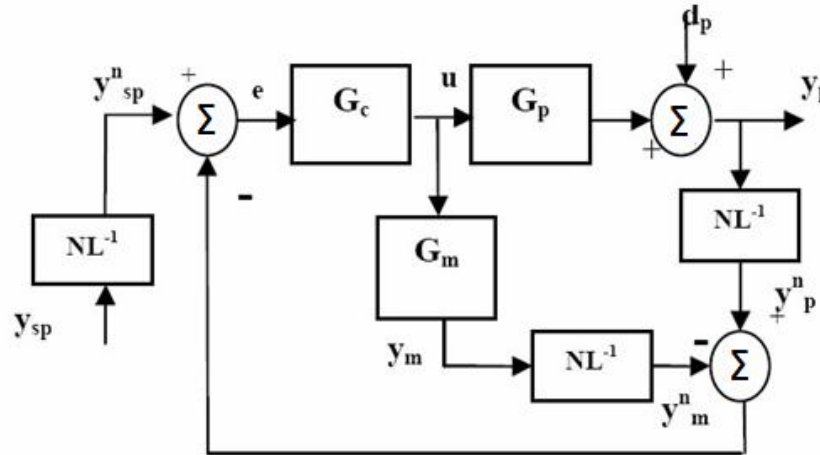 d_p
+
y^n_sp
+
Σ
e
G_c
u
G_p
+
Σ
NL^-1
y_sp
-
G_m
NL^-1
y^n_p
+
y_m
NL^-1
-
Σ
y^n_m